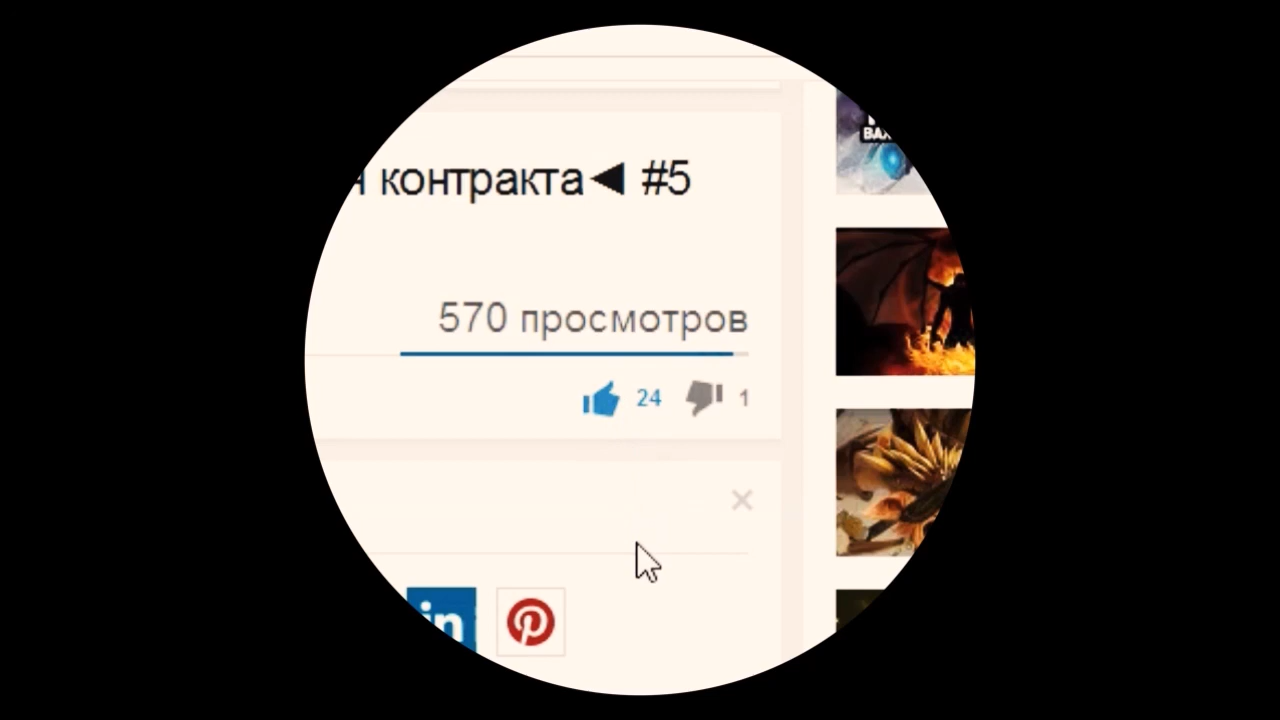 контракта◄ #5
570 просмотров
24 1
in